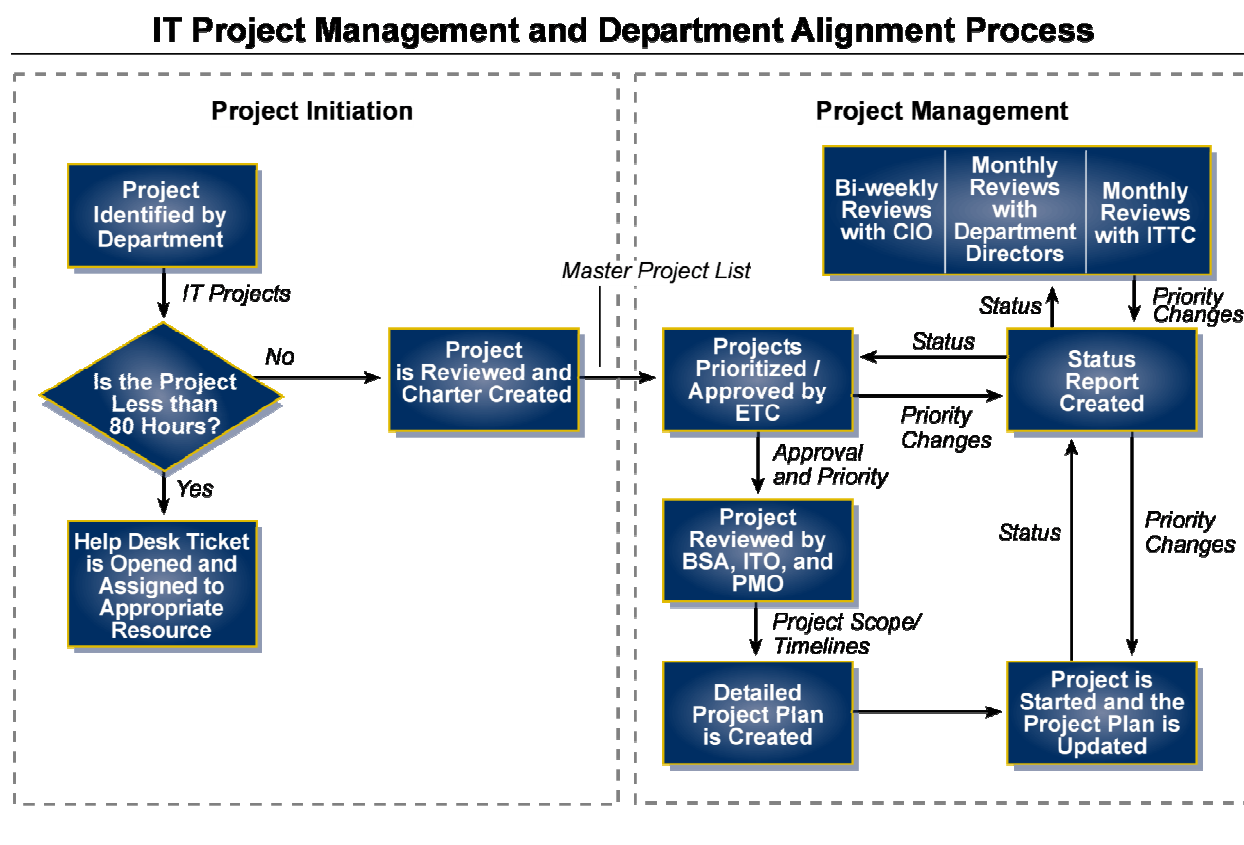 IT Project Management and Department Alignment Process
Project Initiation
Project
Identified by
Department
IT Projects
Is the Project
Less than
80 Hours?
No
Yes
Help Desk Ticket
is Opened and
Assigned to
Appropriate
Resource
Project
is Reviewed and
Charter Created
Master Project List
Project Management
Bi-weekly
Reviews
with CIO
Monthly
Reviews
with
Department
Directors
Monthly
Reviews
with ITTC
Status
Priority
Changes
Projects
Prioritized /
Approved by
ETC
Status
Priority
Changes
Status
Report
Created
Approval
and Priority
Project
Reviewed by
BSA, ITO, and
PMO
Status
Priority
Changes
Project Scope/
Timelines
Detailed
Project Plan
is Created
Project is
Started and the
Project Plan is
Updated